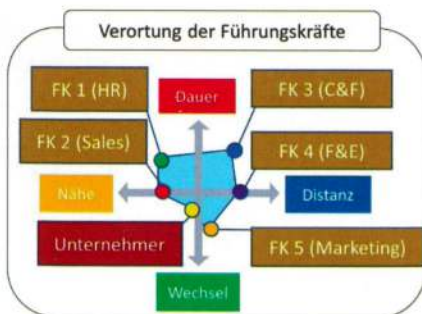 Verortung der Führungskräfte
FK 1 (HR)
Dauer
FK 3 (C&F)
FK 2 (Sales)
FK 4 (F&E)
Nähe
Distanz
Unternehmer
FK 5 (Marketing)
Wechsel